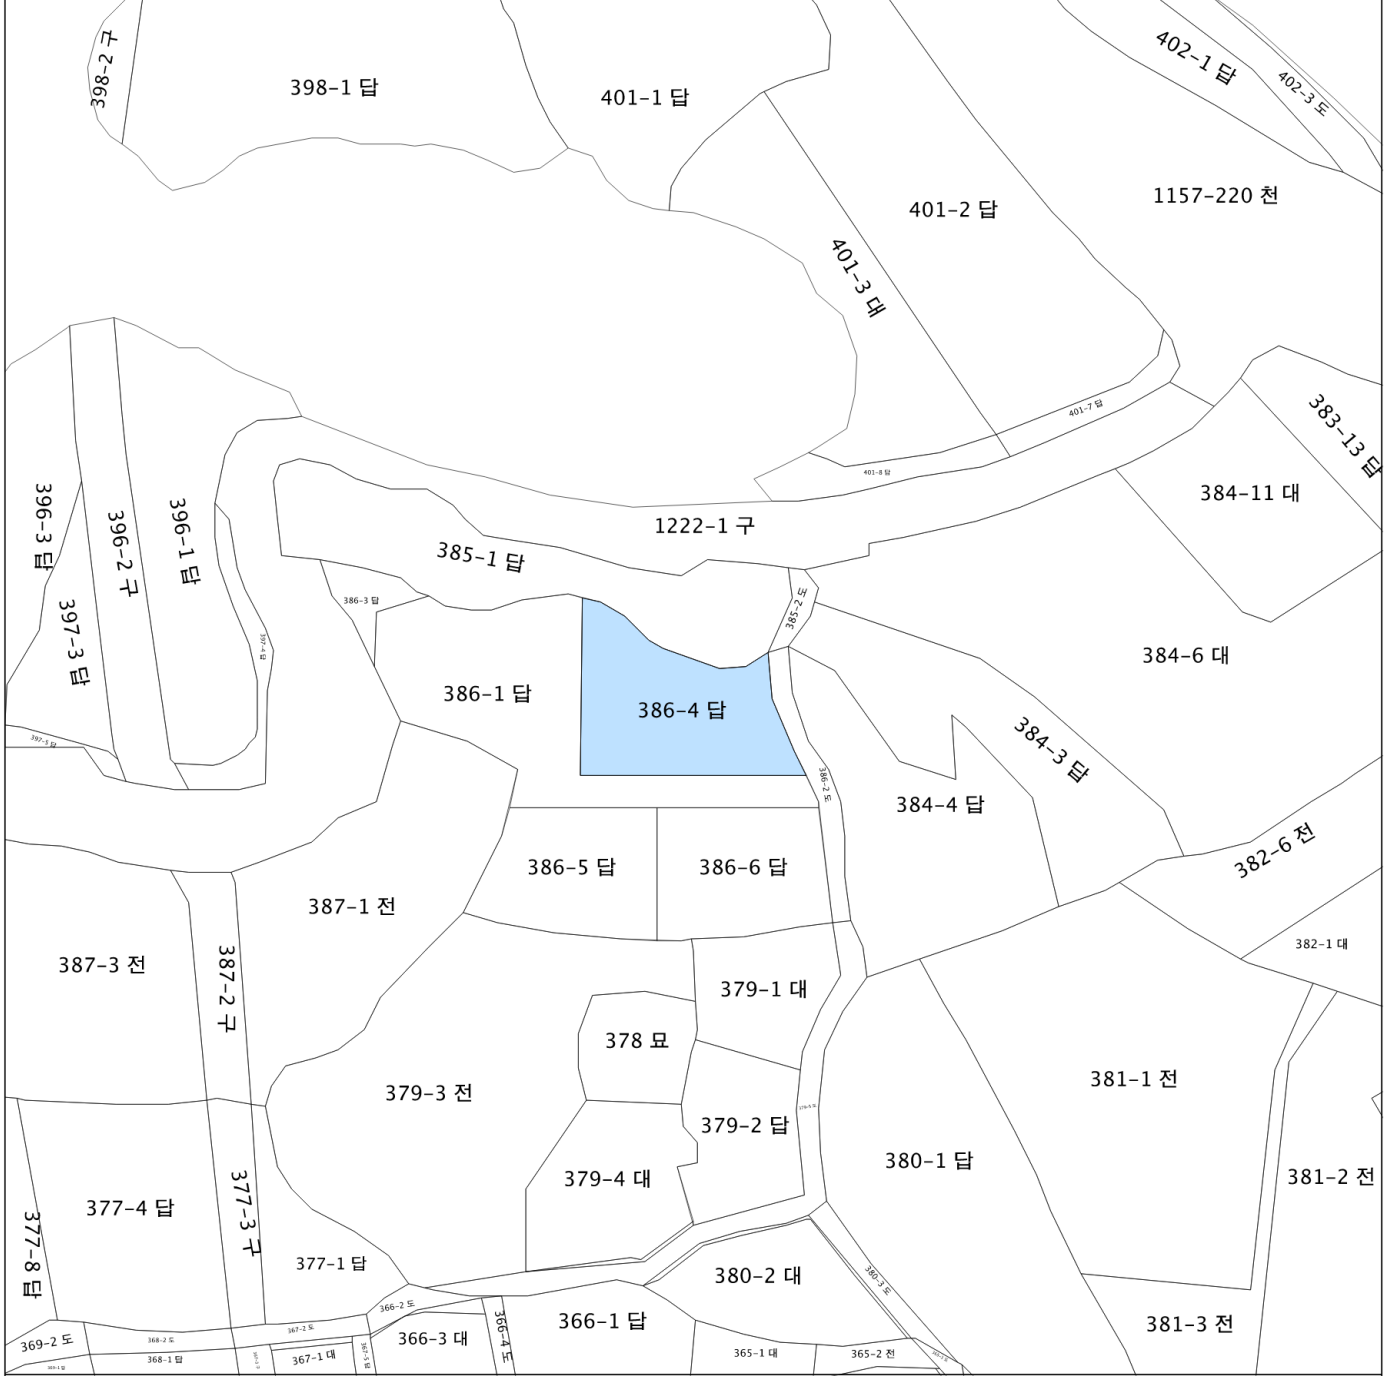 398-2 구
398-1 답
401-1 답
402-1 답
402-3 도
1157-220 천
401-2 답
401-3 대
401-7 답
401-8 답
383-13 답
384-11 대
396-3 답
396-2 구
396-1 답
1222-1 구
385-1 답
385-2 도
386-3 답
397-3 답
397-4 답
384-6 대
386-1 답
386-4 답
397-5 답
384-3 답
386-2 도
384-4 답
382-6 전
386-5 답
386-6 답
387-1 전
382-1 대
387-3 전
387-2 구
379-1 대
378 묘
381-1 전
379-3 전
379-5 도
379-2 답
380-1 답
381-2 전
379-4 대
377-4 답
377-3 구
377-8 답
377-1 답
380-2 대
380-3 도
366-2 도
366-1 답
381-3 전
369-2 도
368-2 도
367-2 도
366-3 대
366-4 도
368-1 답
367-1 대
367-5 답
365-1 대
365-2 전